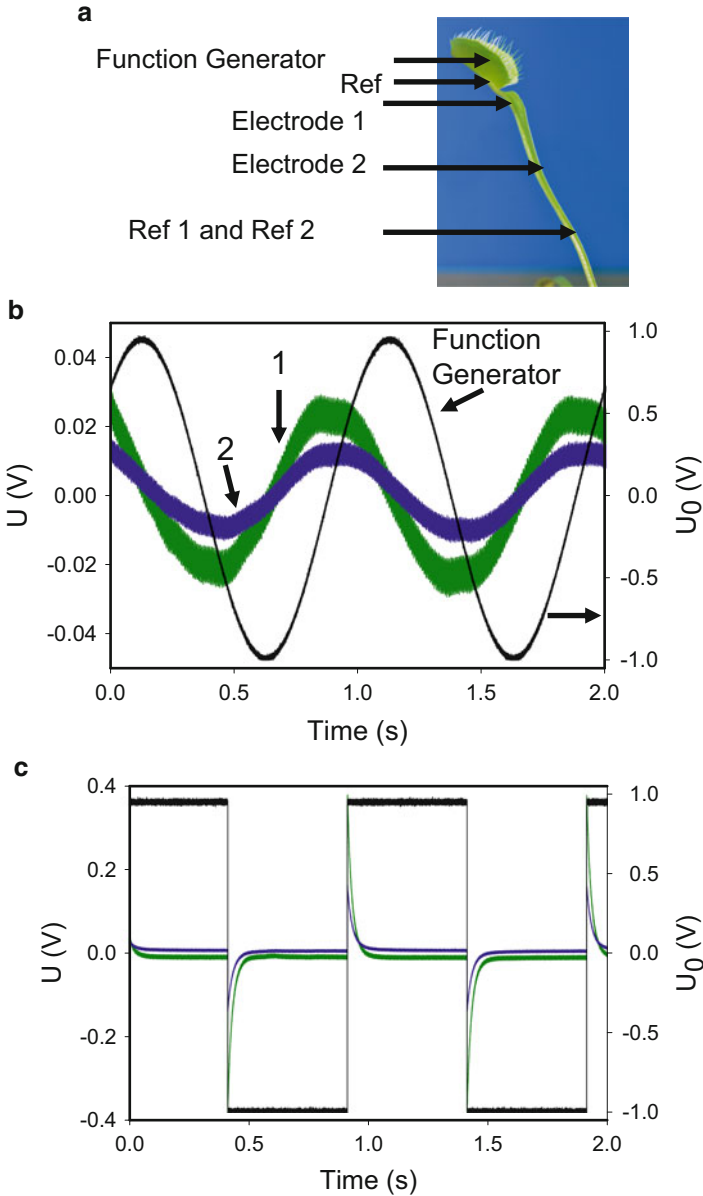 a
Function Generator
Ref
Electrode 1
Electrode 2
Ref 1 and Ref 2
b
0.04
0.02
0.00
-0.02
-0.04
U (V)
1
2
Function
Generator
1.0
0.5
0.0
-0.5
-1.0
U0 (V)
0.0
0.5
1.0
1.5
2.0
Time (s)
c
0.4
0.2
0.0
-0.2
-0.4
U (V)
1.0
0.5
0.0
-0.5
-1.0
U0 (V)
0.0
0.5
1.0
1.5
2.0
Time (s)